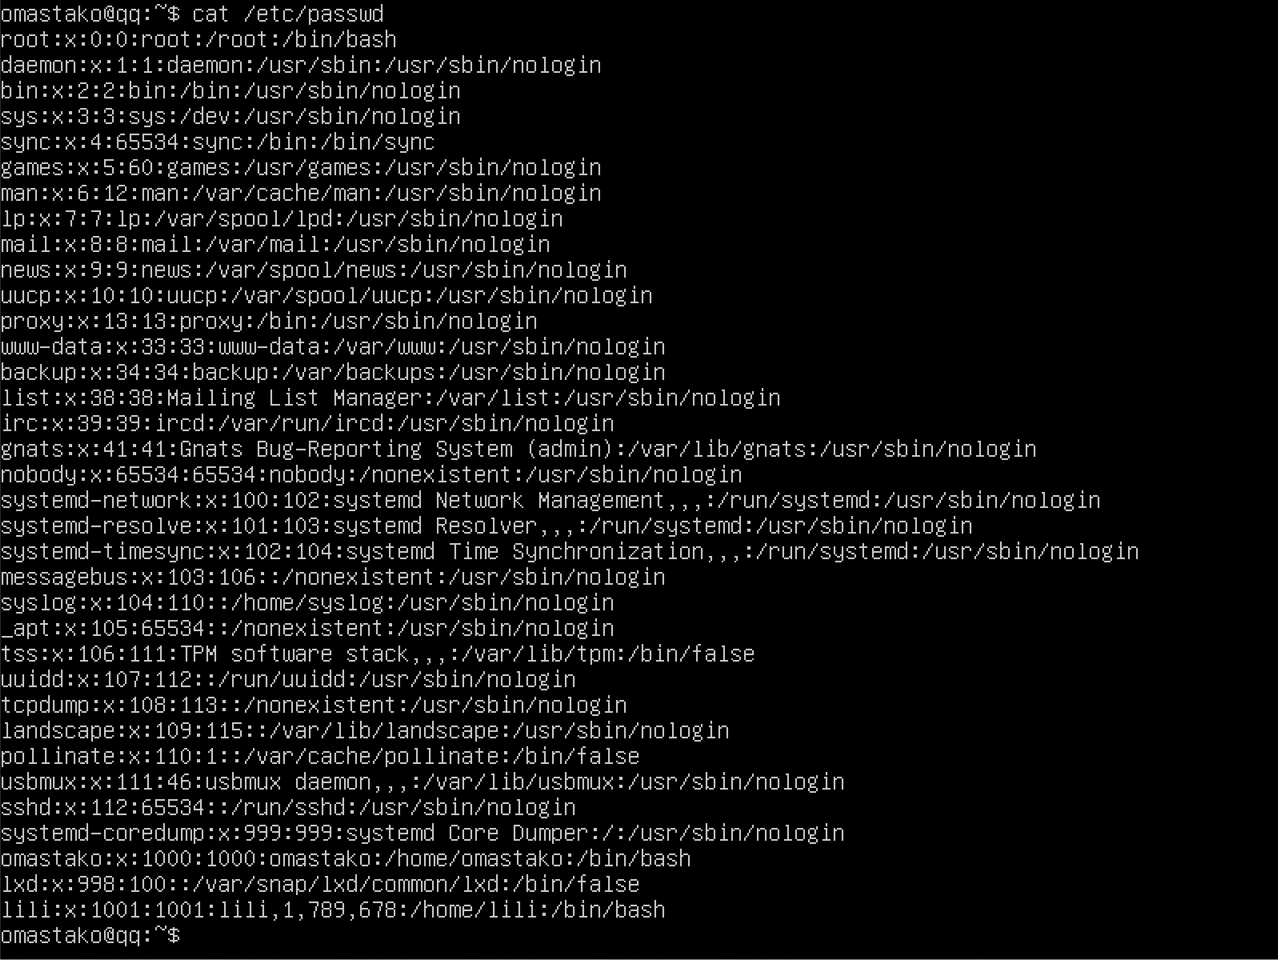 omastako@qq:~$ cat /etc/passwd
root:x:0:0:root:/root:/bin/bash
daemon:x:1:1:daemon:/usr/sbin:/usr/sbin/nologin
bin:x:2:2:bin:/bin:/usr/sbin/nologin
sys:x:3:3:sys:/dev:/usr/sbin/nologin
sync:x:4:65534:sync:/bin:/bin/sync
games:x:5:60:games:/usr/games:/usr/sbin/nologin
man:x:6:12:man:/var/cache/man:/usr/sbin/nologin
lp:x:7:7:lp:/var/spool/lpd:/usr/sbin/nologin
mail:x:8:8:mail:/var/mail:/usr/sbin/nologin
news:x:9:9:news:/var/spool/news:/usr/sbin/nologin
uucp:x:10:10:uucp:/var/spool/uucp:/usr/sbin/nologin
proxy:x:13:13:proxy:/bin:/usr/sbin/nologin
www-data:x:33:33:www-data:/var/www:/usr/sbin/nologin
backup:x:34:34:backup:/var/backups:/usr/sbin/nologin
list:x:38:38:Mailing List Manager:/var/list:/usr/sbin/nologin
irc:x:39:39:ircd:/var/run/ircd:/usr/sbin/nologin
gnats:x:41:41:Gnats Bug-Reporting System (admin):/var/lib/gnats:/usr/sbin/nologin
nobody:x:65534:65534:nobody:/nonexistent:/usr/sbin/nologin
systemd-network:x:100:102:systemd Network Management,,,:/run/systemd:/usr/sbin/nologin
systemd-resolve:x:101:103:systemd Resolver,,,:/run/systemd:/usr/sbin/nologin
systemd-timesync:x:102:104:systemd Time Synchronization,,,:/run/systemd:/usr/sbin/nologin
messagebus:x:103:106::/nonexistent:/usr/sbin/nologin
syslog:x:104:110::/home/syslog:/usr/sbin/nologin
_apt:x:105:65534::/nonexistent:/usr/sbin/nologin
tss:x:106:111:TPM software stack,,,:/var/lib/tpm:/bin/false
uuidd:x:107:112::/run/uuidd:/usr/sbin/nologin
tcpdump:x:108:113::/nonexistent:/usr/sbin/nologin
landscape:x:109:115::/var/lib/landscape:/usr/sbin/nologin
pollinate:x:110:1::/var/cache/pollinate:/bin/false
usbmux:x:111:46:usbmux daemon,,,:/var/lib/usbmux:/usr/sbin/nologin
sshd:x:112:65534::/run/sshd:/usr/sbin/nologin
systemd-coredump:x:999:999:systemd Core Dumper:/:/usr/sbin/nologin
omastako:x:1000:1000:omastako:/home/omastako:/bin/bash
lxd:x:998:100::/var/snap/lxd/common/lxd:/bin/false
lili:x:1001:1001:lili,1,789,678:/home/lili:/bin/bash
omastako@qq:~$